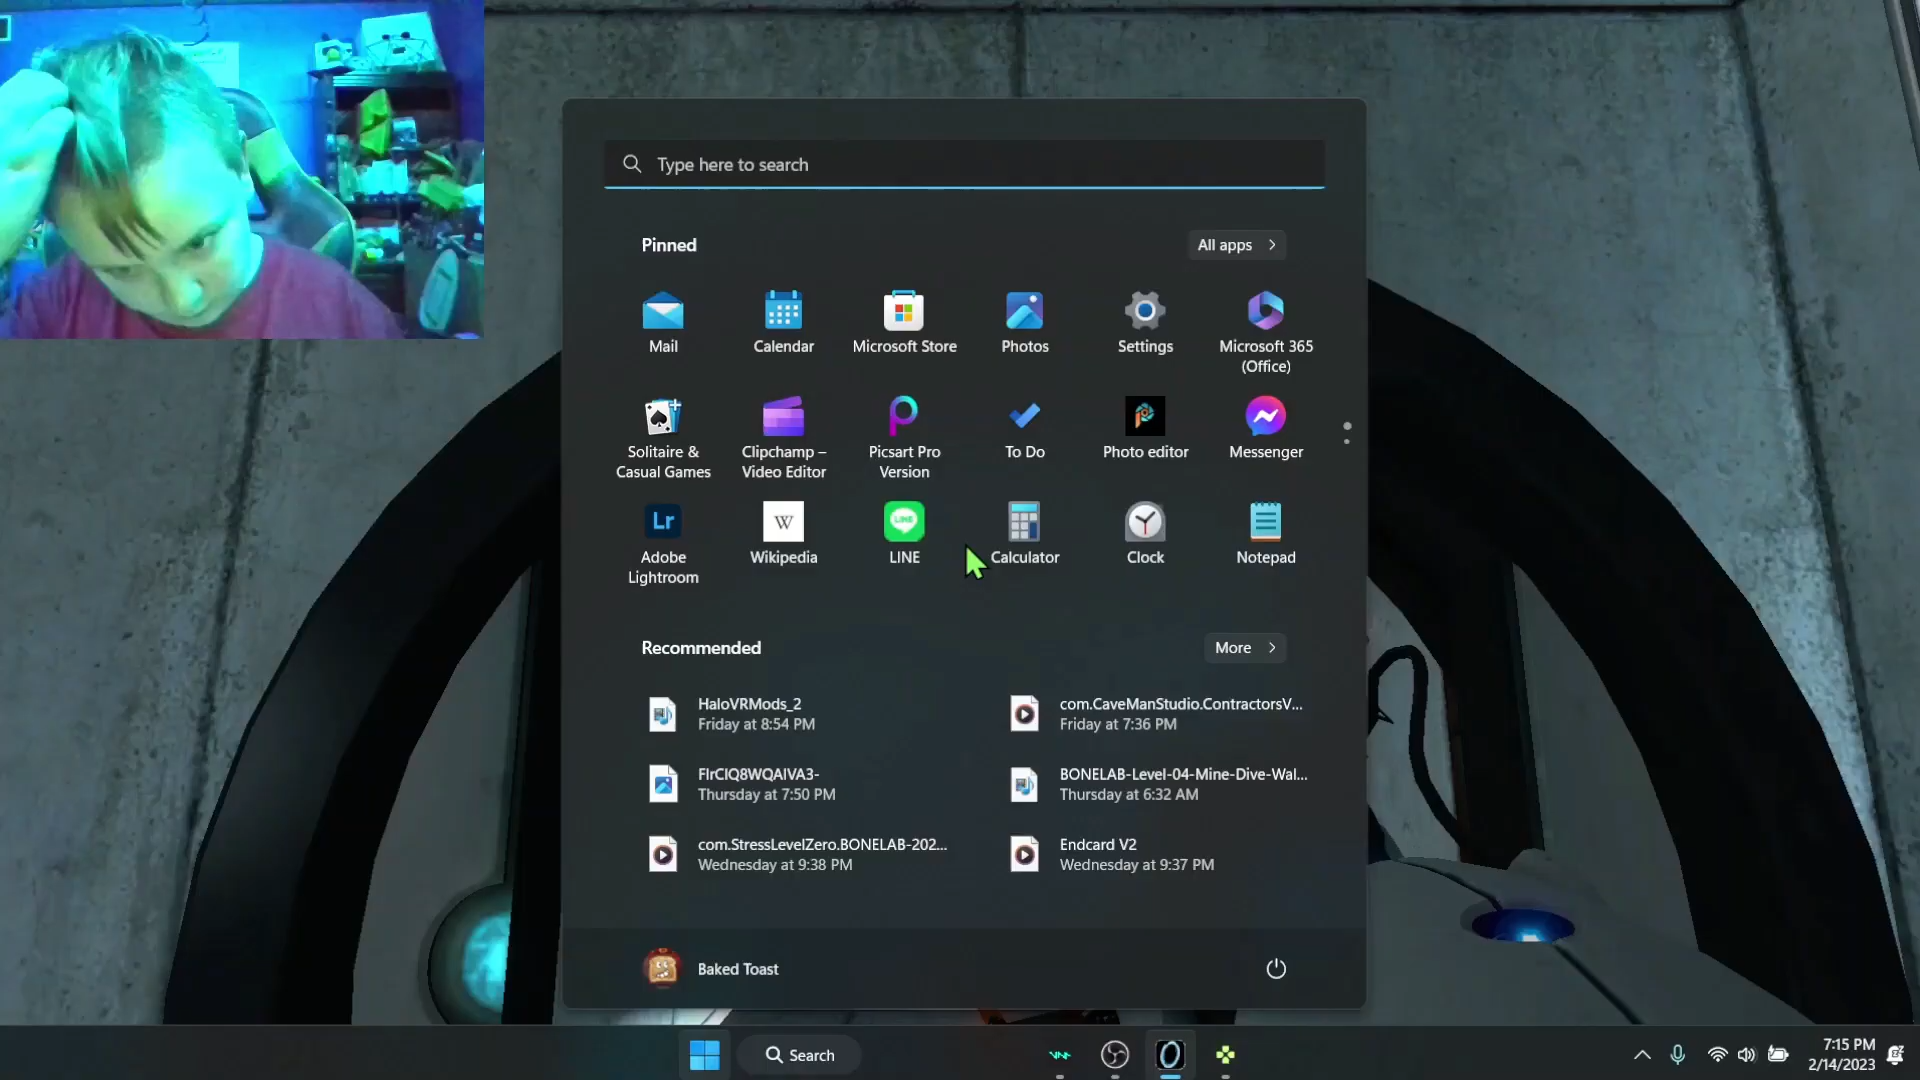 Type here to search
Pinned
All apps
Mail
Calendar
Microsoft Store
Photos
Settings
Microsoft 365
(Office)
Solitaire &
Casual Games
Clipchamp –
Video Editor
Picsart Pro
Version
To Do
Photo editor
Messenger
Lr
Adobe
Lightroom
W
Wikipedia
LINE
LINE
Calculator
Clock
Notepad
Recommended
More
HaloVRMods_2
Friday at 8:54 PM
com.CaveManStudio.ContractorsV...
Friday at 7:36 PM
FlrClQ8WQAIVA3-
Thursday at 7:50 PM
BONELAB-Level-04-Mine-Dive-Wal...
Thursday at 6:32 AM
com.StressLevelZero.BONELAB-202...
Wednesday at 9:38 PM
Endcard V2
Wednesday at 9:37 PM
Baked Toast
Search
7:15 PM
2/14/2023